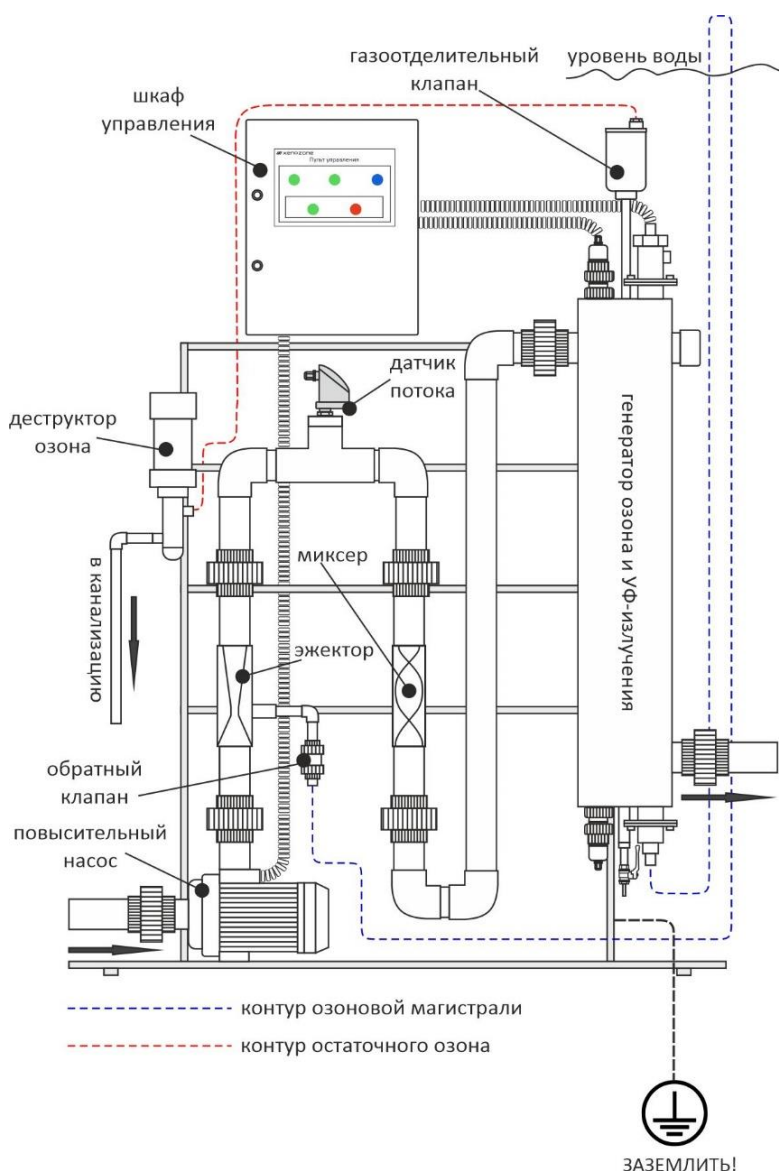 газоотделительный
клапан
уровень воды
шкаф
управления
xenozone
Пульт управления
датчик
потока
деструктор
озона
генератор озона и УФ-излучения
миксер
в канализацию
эжектор
обратный
клапан
повысительный
насос
контур озоновой магистрали
контур остаточного озона
ЗАЗЕМЛИТЬ!